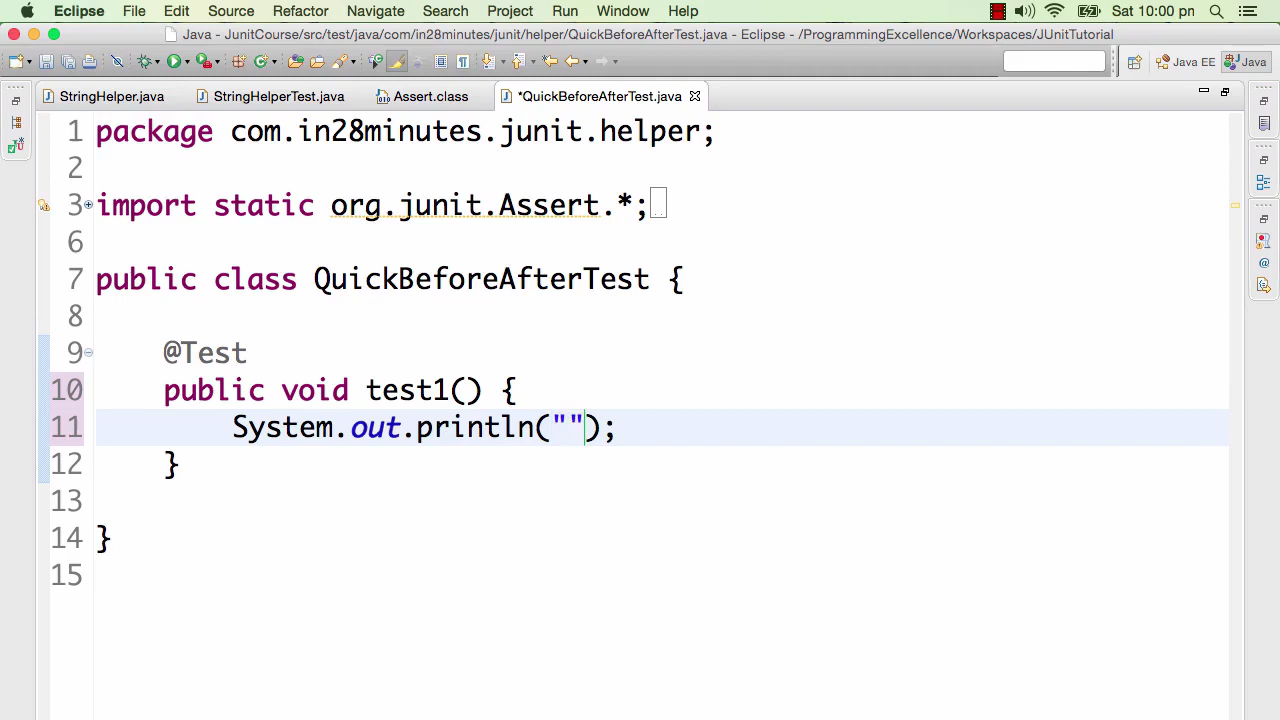 Eclipse File Edit Source Refactor Navigate Search Project Run Window Help Sat 10:00 pm
Java - JunitCourse/src/test/java/com/in28minutes/junit/helper/QuickBeforeAfterTest.java - Eclipse - /ProgrammingExcellence/Workspaces/JUnitTutorial
Java EE Java
StringHelper.java StringHelperTest.java Assert.class *QuickBeforeAfterTest.java
1 package com.in28minutes.junit.helper;
2
3 import static org.junit.Assert.*;
6
7 public class QuickBeforeAfterTest {
8
9 @Test
10 public void test1() {
11 System.out.println("");
12 }
13
14 }
15